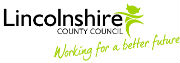 Lincolnshire
COUNTY COUNCIL
Working for a better future